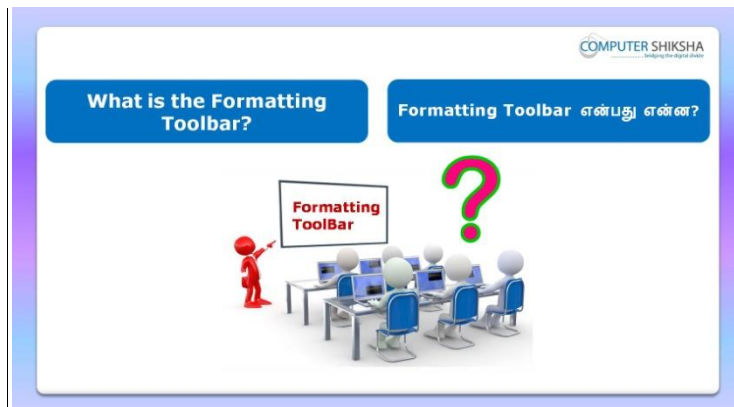 COMPUTER SHIKSHA
bridging the digital divide
What is the Formatting
Toolbar?
Formatting Toolbar என்பது என்ன?
Formatting
ToolBar